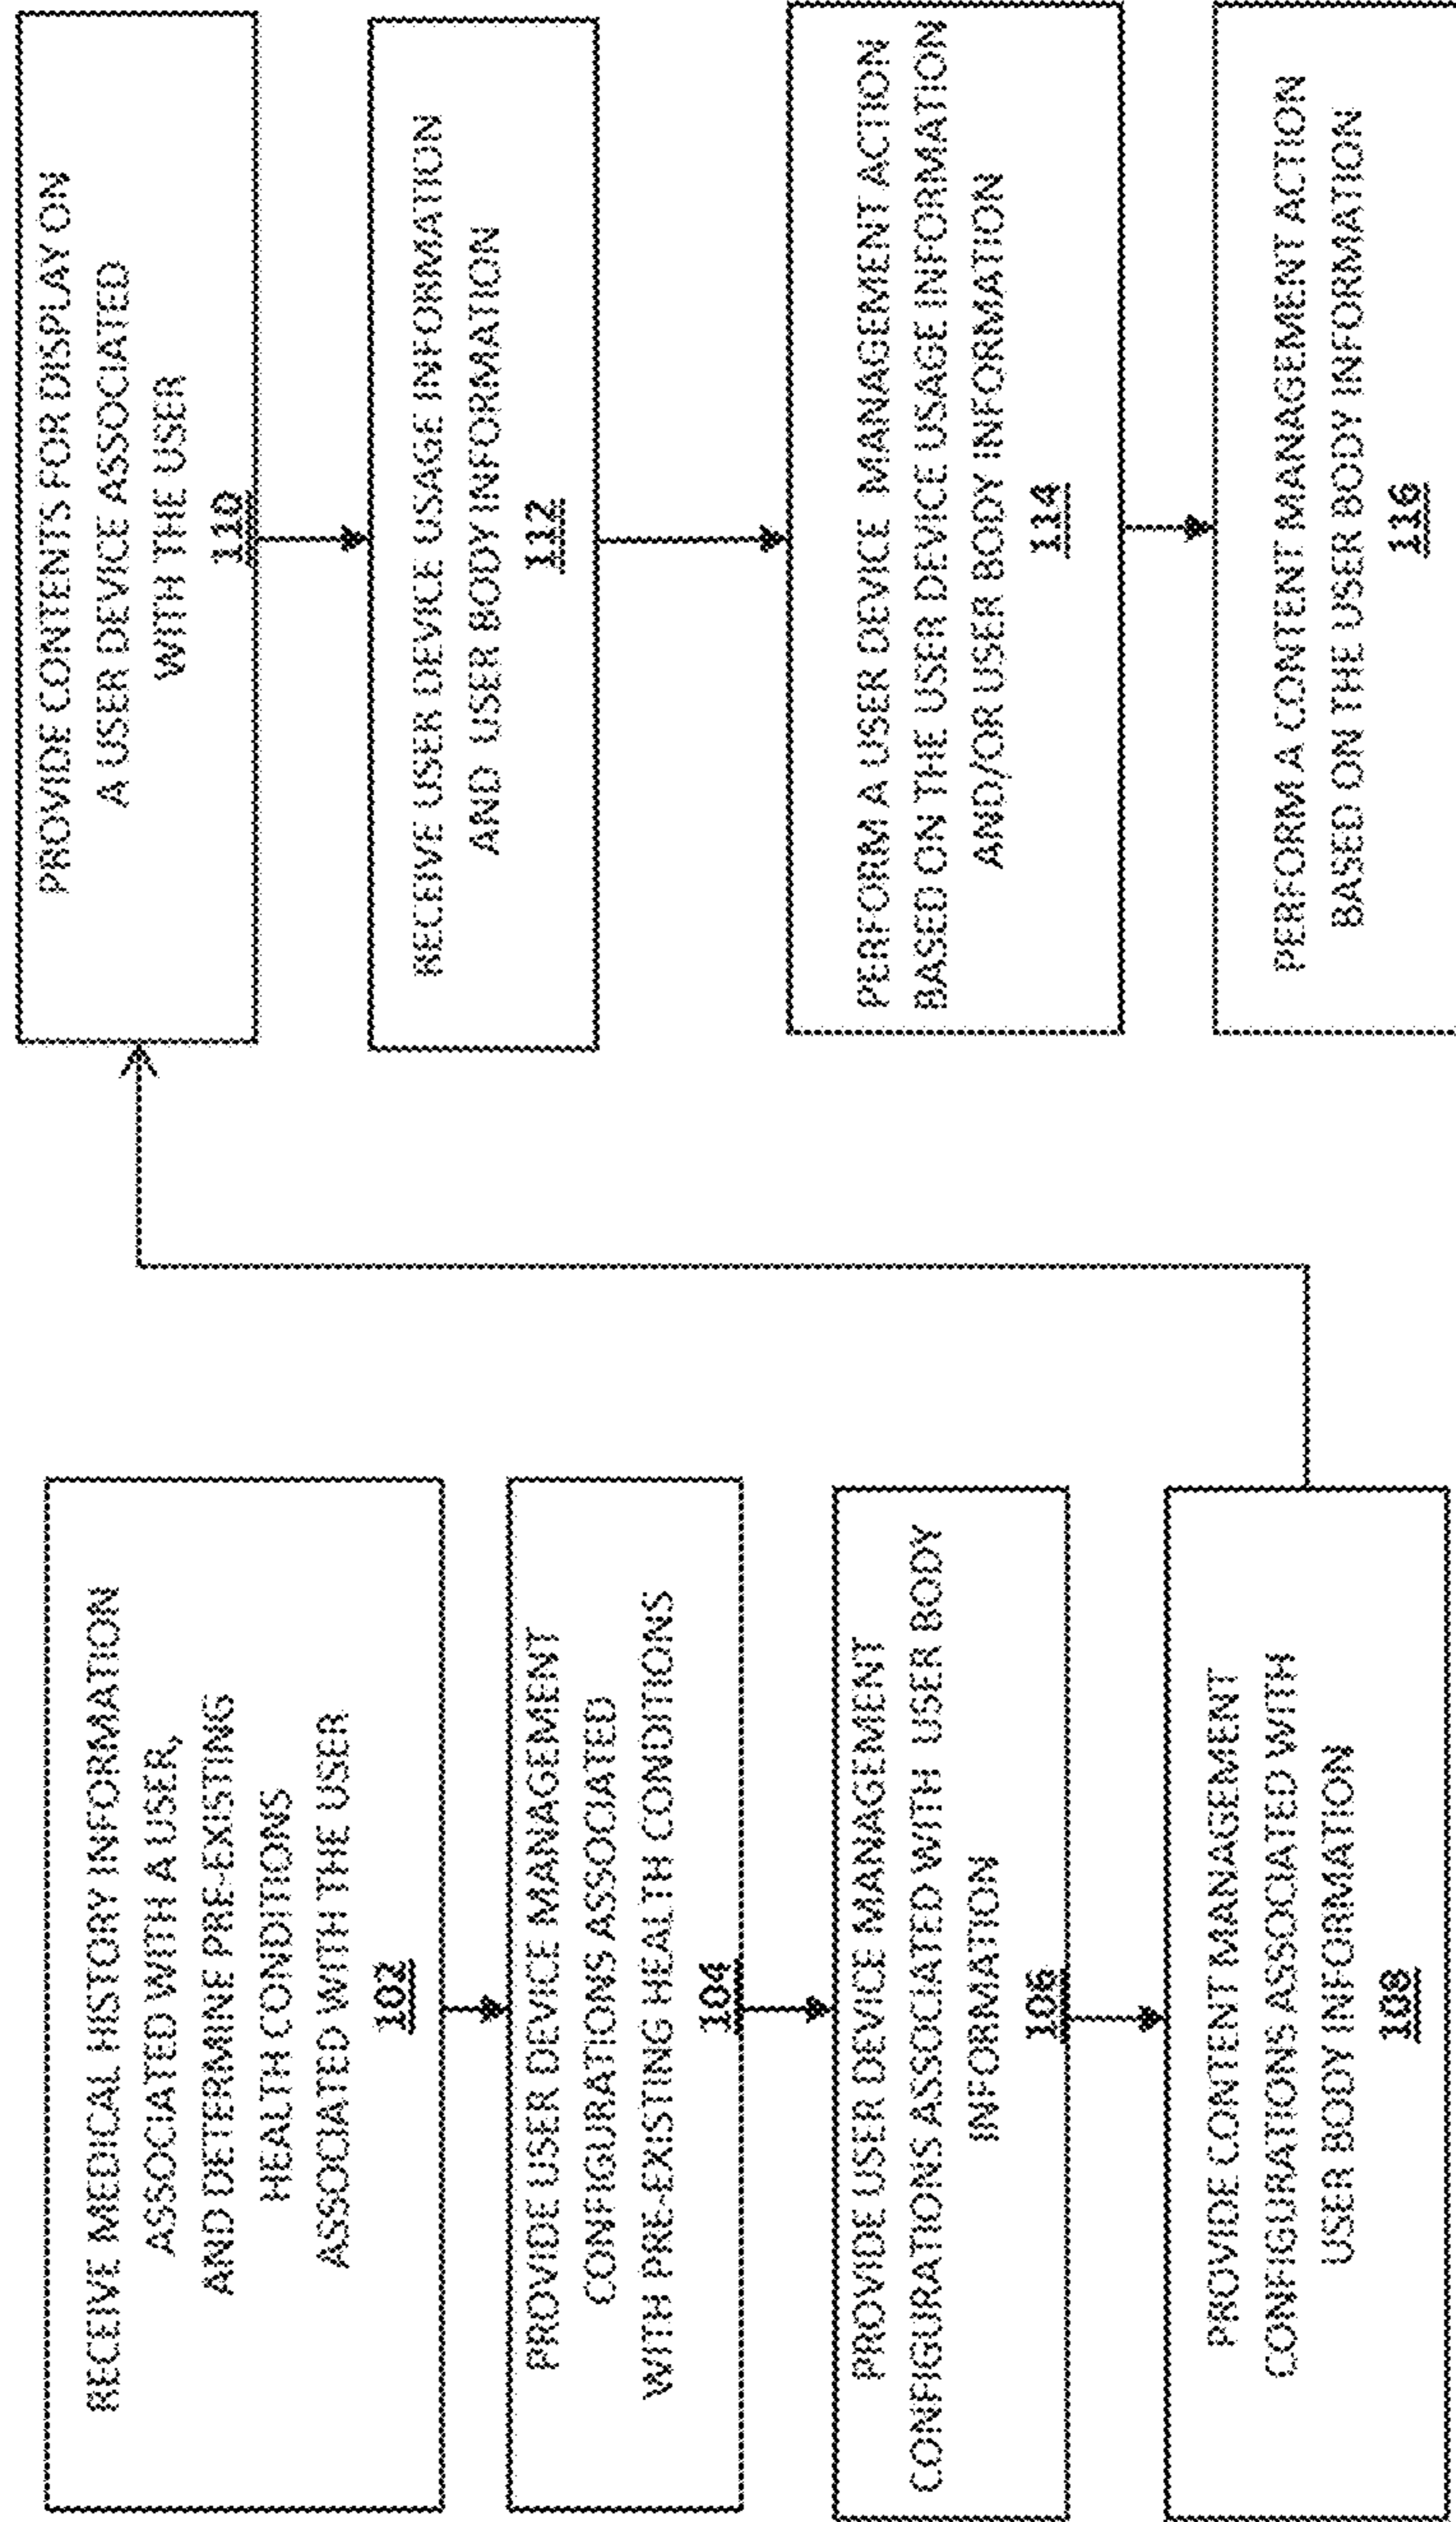 RECEIVE MEDICAL HISTORY INFORMATION
ASSOCIATED WITH A USER,
AND DETERMINE PRE-EXISTING
HEALTH CONDITIONS
ASSOCIATED WITH THE USER
102
PROVIDE USER DEVICE MANAGEMENT
CONFIGURATIONS ASSOCIATED
WITH PRE-EXISTING HEALTH CONDITIONS
104
PROVIDE USER DEVICE MANAGEMENT
CONFIGURATIONS ASSOCIATED WITH USER BODY
INFORMATION
106
PROVIDE CONTENT MANAGEMENT
CONFIGURATIONS ASSOCIATED WITH
USER BODY INFORMATION
108
PROVIDE CONTENTS FOR DISPLAY ON
A USER DEVICE ASSOCIATED
WITH THE USER
110
RECEIVE USER DEVICE USAGE INFORMATION
AND USER BODY INFORMATION
112
PERFORM A USER DEVICE MANAGEMENT ACTION
BASED ON THE USER DEVICE USAGE INFORMATION
AND/OR USER BODY INFORMATION
114
PERFORM A CONTENT MANAGEMENT ACTION
BASED ON THE USER BODY INFORMATION
116